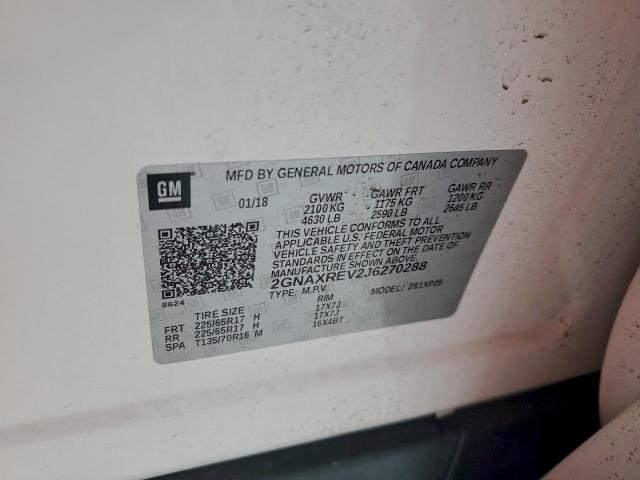 MFD BY GENERAL MOTORS OF CANADA COMPANY
GM
01/18
GVWR GAWR FRT GAWR RR
2100 KG 1175 KG 1200 KG
4630 LB 2590 LB 2645 LB
THIS VEHICLE CONFORMS TO ALL
APPLICABLE U.S. FEDERAL MOTOR
VEHICLE SAFETY AND THEFT PREVENTION
STANDARDS IN EFFECT ON THE DATE OF
MANUFACTURE SHOWN ABOVE.
2GNAXREV2J6270288
TYPE: M.P.V. MODEL:
8624
TIRE SIZE RIM
FRT 225/65R17 H 17X7J
RR 225/65R17 H 17X7J
SPA T135/70R16 M 16X4BT